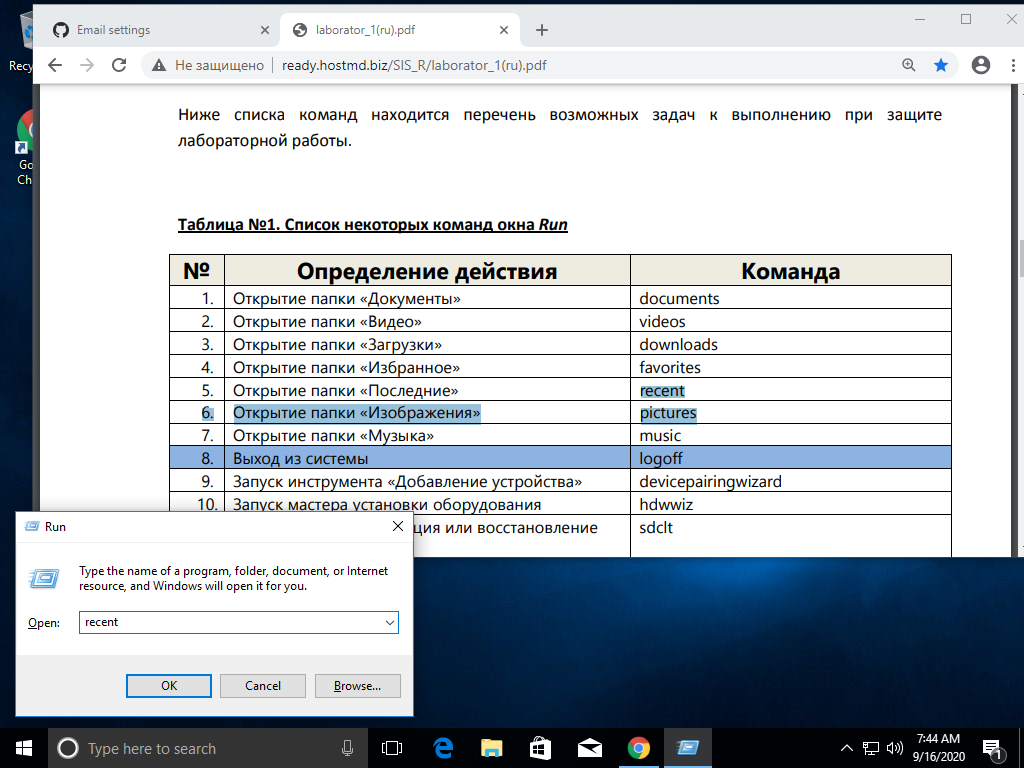 Email settings
laborator_1(ru).pdf
Recy
Не защищено
ready.hostmd.biz/SIS_R/laborator_1(ru).pdf
Go
Ch
Ниже списка команд находится перечень возможных задач к выполнению при защите
лабораторной работы.
Таблица №1. Список некоторых команд окна Run
№ Определение действия Команда
1. Открытие папки «Документы» documents
2. Открытие папки «Видео» videos
3. Открытие папки «Загрузки» downloads
4. Открытие папки «Избранное» favorites
5. Открытие папки «Последние» recent
6. Открытие папки «Изображения» pictures
7. Открытие папки «Музыка» music
8. Выход из системы logoff
9. Запуск инструмента «Добавление устройства» devicepairingwizard
10. Запуск мастера установки оборудования hdwwiz
ция или восстановление sdclt
Run
Type the name of a program, folder, document, or Internet
resource, and Windows will open it for you.
Open: recent
OK Cancel Browse...
Type here to search
7:44 AM
9/16/2020
1